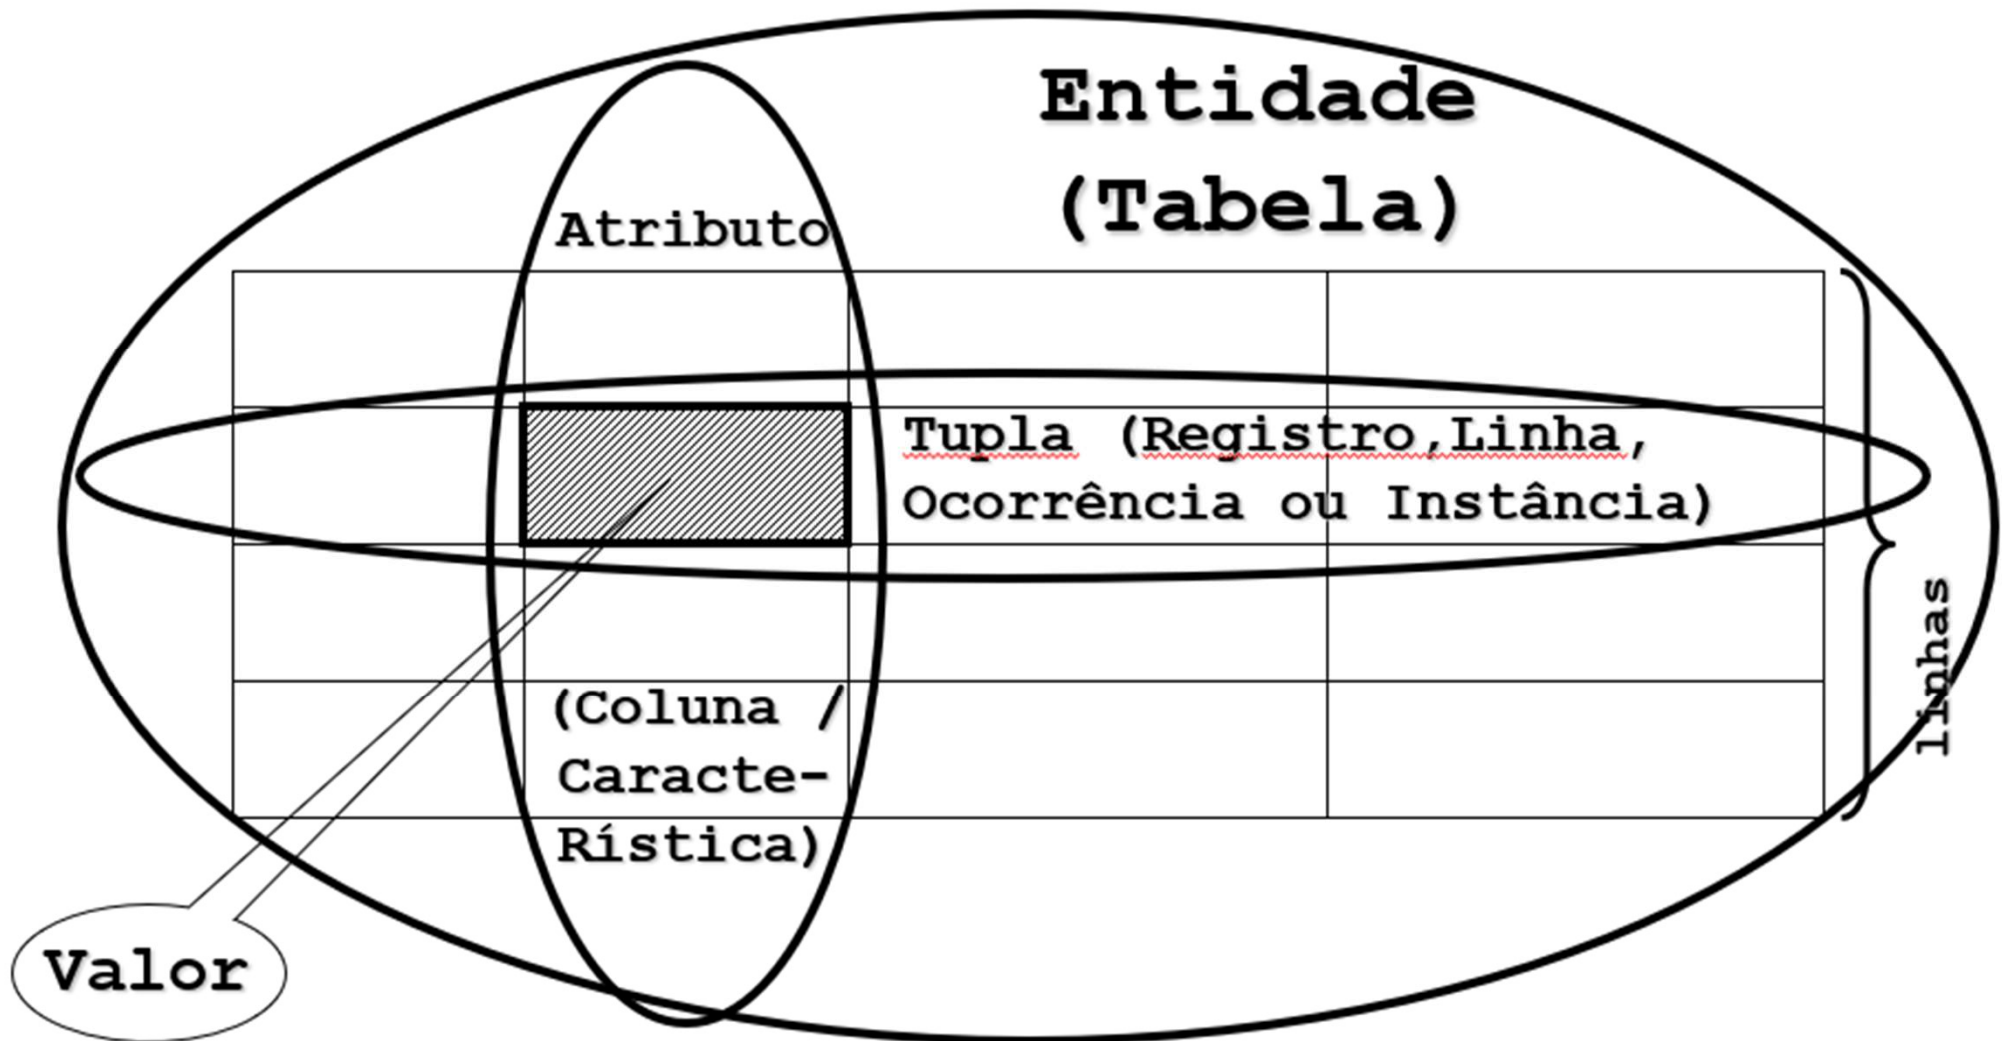 Entidade
(Tabela)
Atributo
Tupla (Registro,Linha,
Ocorrência ou Instância)
linhas
(Coluna /
Caracte-
Rística)
Valor